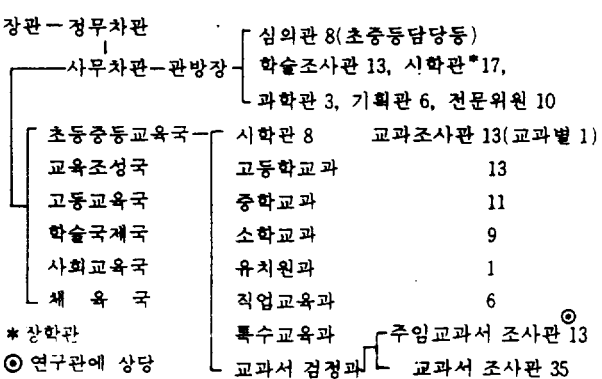 장관 — 정무차관
심의관 8(초중등담당등)
사무차관 — 관방장
학술조사관 13, 시학관*17,
과학관 3, 기획관 6, 전문위원 10
초등중등교육국 시학관 8 교과조사관 13(교과별 1)
교육조성국 고등학교과 13
고등교육국 중학교과 11
학술국제국 소학교과 9
사회교육국 유치원과 1
체육국 직업교육과 6
* 장학관 특수교육과 주임교과서 조사관 ⊙ 13
⊙ 연구관에 상당 교과서 검정과 교과서 조사관 35